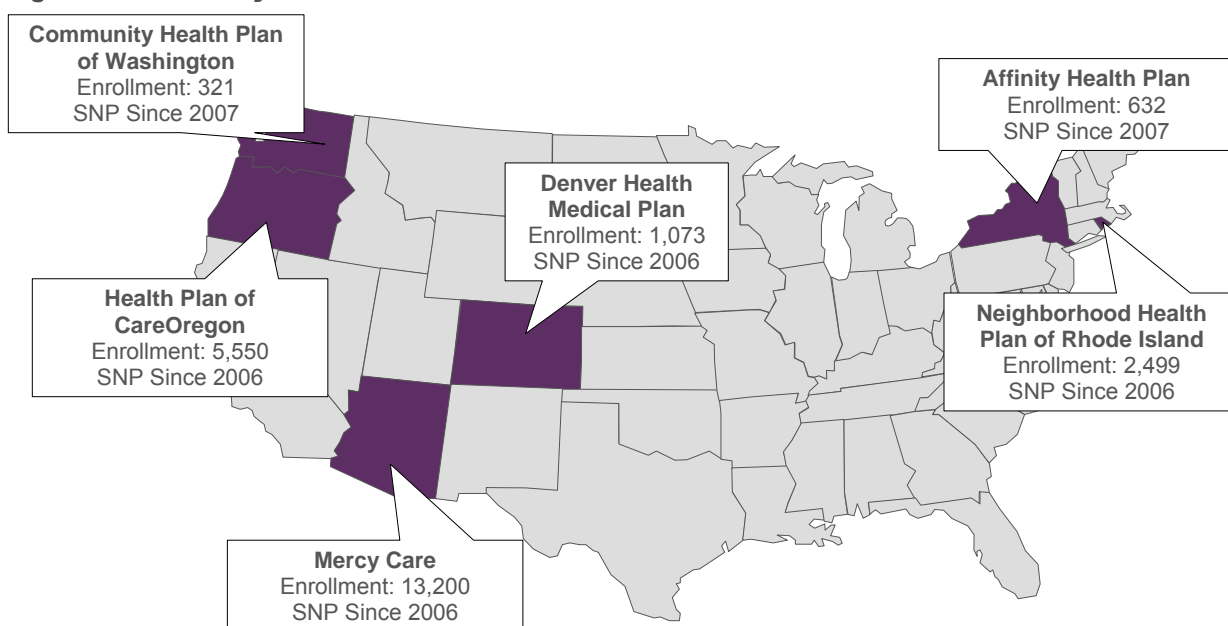 Community Health Plan
of Washington
Enrollment: 321
SNP Since 2007
Affinity Health Plan
Enrollment: 632
SNP Since 2007
Denver Health
Medical Plan
Enrollment: 1,073
SNP Since 2006
Health Plan of
CareOregon
Enrollment: 5,550
SNP Since 2006
Neighborhood Health
Plan of Rhode Island
Enrollment: 2,499
SNP Since 2006
Mercy Care
Enrollment: 13,200
SNP Since 2006